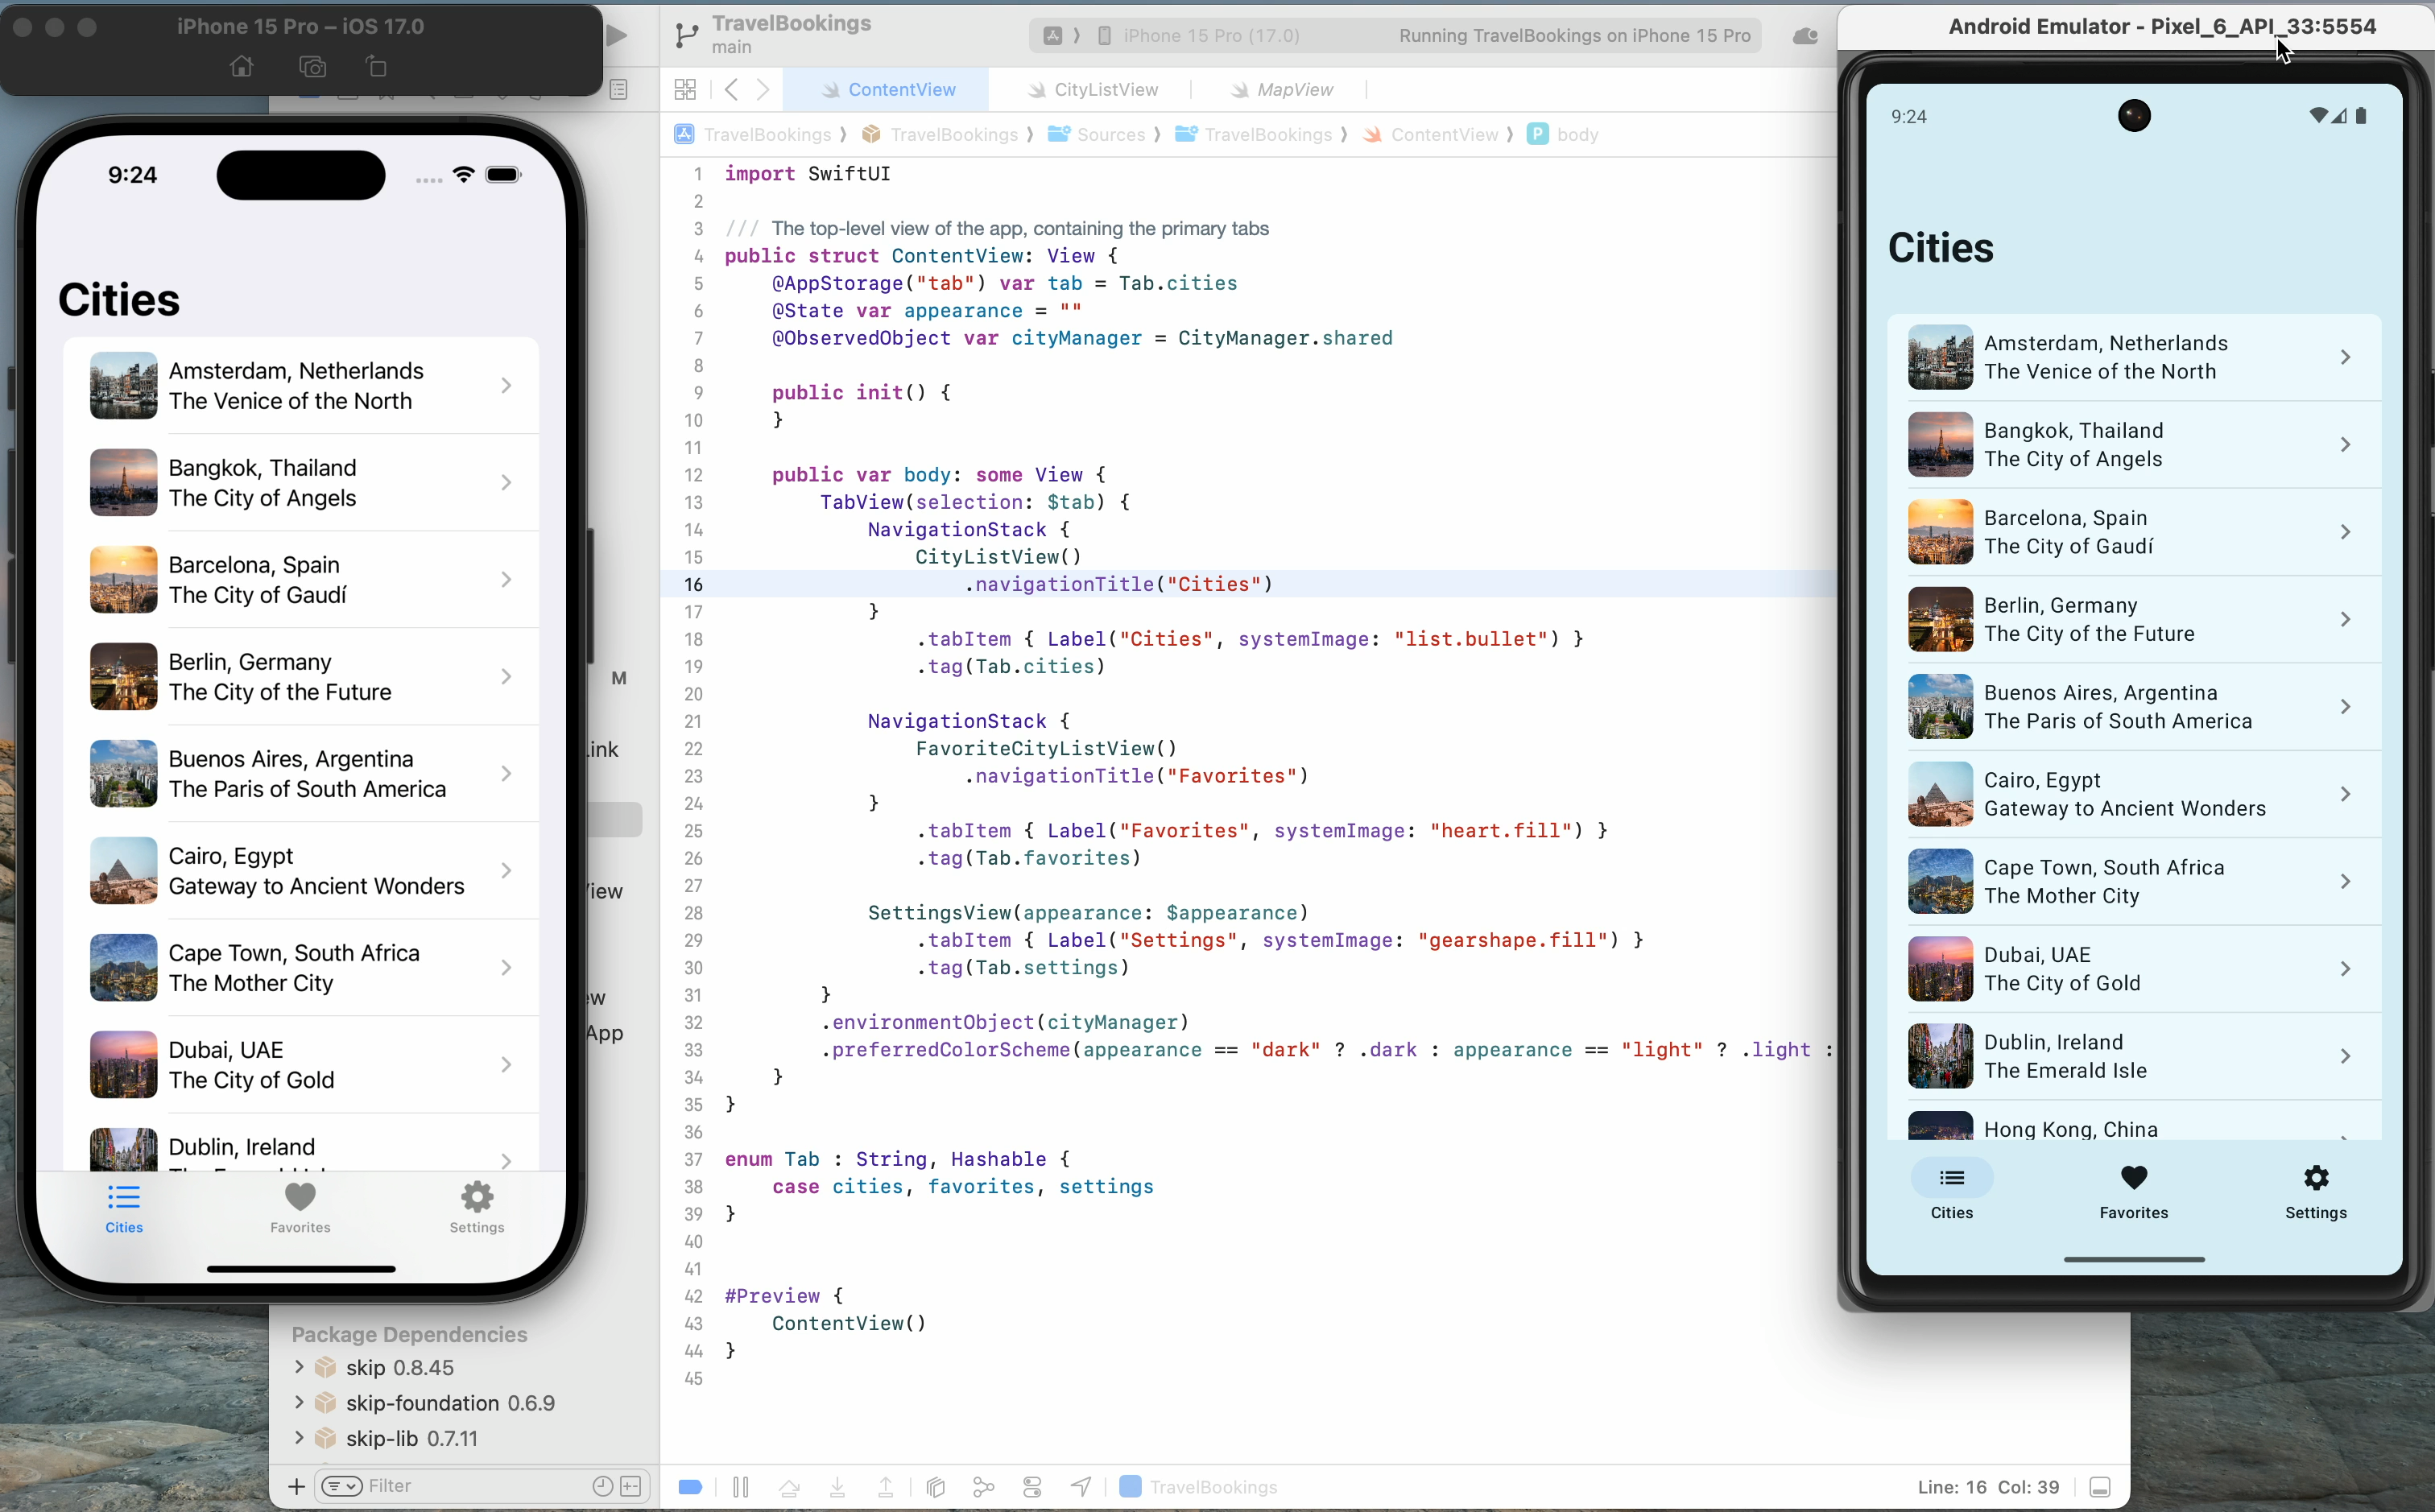 iPhone 15 Pro – iOS 17.0
9:24
Cities
Amsterdam, Netherlands
The Venice of the North
Bangkok, Thailand
The City of Angels
Barcelona, Spain
The City of Gaudí
Berlin, Germany
The City of the Future
Buenos Aires, Argentina
The Paris of South America
Cairo, Egypt
Gateway to Ancient Wonders
Cape Town, South Africa
The Mother City
Dubai, UAE
The City of Gold
Dublin, Ireland
Cities Favorites Settings
M
ink
iew
ew
App
Package Dependencies
skip 0.8.45
skip-foundation 0.6.9
skip-lib 0.7.11
Filter
TravelBookings
main
iPhone 15 Pro (17.0) Running TravelBookings on iPhone 15 Pro
ContentView CityListView MapView
TravelBookings TravelBookings Sources TravelBookings ContentView P body
1 import SwiftUI
2
3 /// The top-level view of the app, containing the primary tabs
4 public struct ContentView: View {
5 @AppStorage("tab") var tab = Tab.cities
6 @State var appearance = ""
7 @ObservedObject var cityManager = CityManager.shared
8
9 public init() {
10 }
11
12 public var body: some View {
13 TabView(selection: $tab) {
14 NavigationStack {
15 CityListView()
16 .navigationTitle("Cities")
17 }
18 .tabItem { Label("Cities", systemImage: "list.bullet") }
19 .tag(Tab.cities)
20
21 NavigationStack {
22 FavoriteCityListView()
23 .navigationTitle("Favorites")
24 }
25 .tabItem { Label("Favorites", systemImage: "heart.fill") }
26 .tag(Tab.favorites)
27
28 SettingsView(appearance: $appearance)
29 .tabItem { Label("Settings", systemImage: "gearshape.fill") }
30 .tag(Tab.settings)
31 }
32 .environmentObject(cityManager)
33 .preferredColorScheme(appearance == "dark" ? .dark : appearance == "light" ? .light :
34 }
35 }
36
37 enum Tab : String, Hashable {
38 case cities, favorites, settings
39 }
40
41
42 #Preview {
43 ContentView()
44 }
45
TravelBookings
Line: 16 Col: 39
Android Emulator - Pixel_6_API_33:5554
9:24
Cities
Amsterdam, Netherlands
The Venice of the North
Bangkok, Thailand
The City of Angels
Barcelona, Spain
The City of Gaudí
Berlin, Germany
The City of the Future
Buenos Aires, Argentina
The Paris of South America
Cairo, Egypt
Gateway to Ancient Wonders
Cape Town, South Africa
The Mother City
Dubai, UAE
The City of Gold
Dublin, Ireland
The Emerald Isle
Hong Kong, China
Cities Favorites Settings